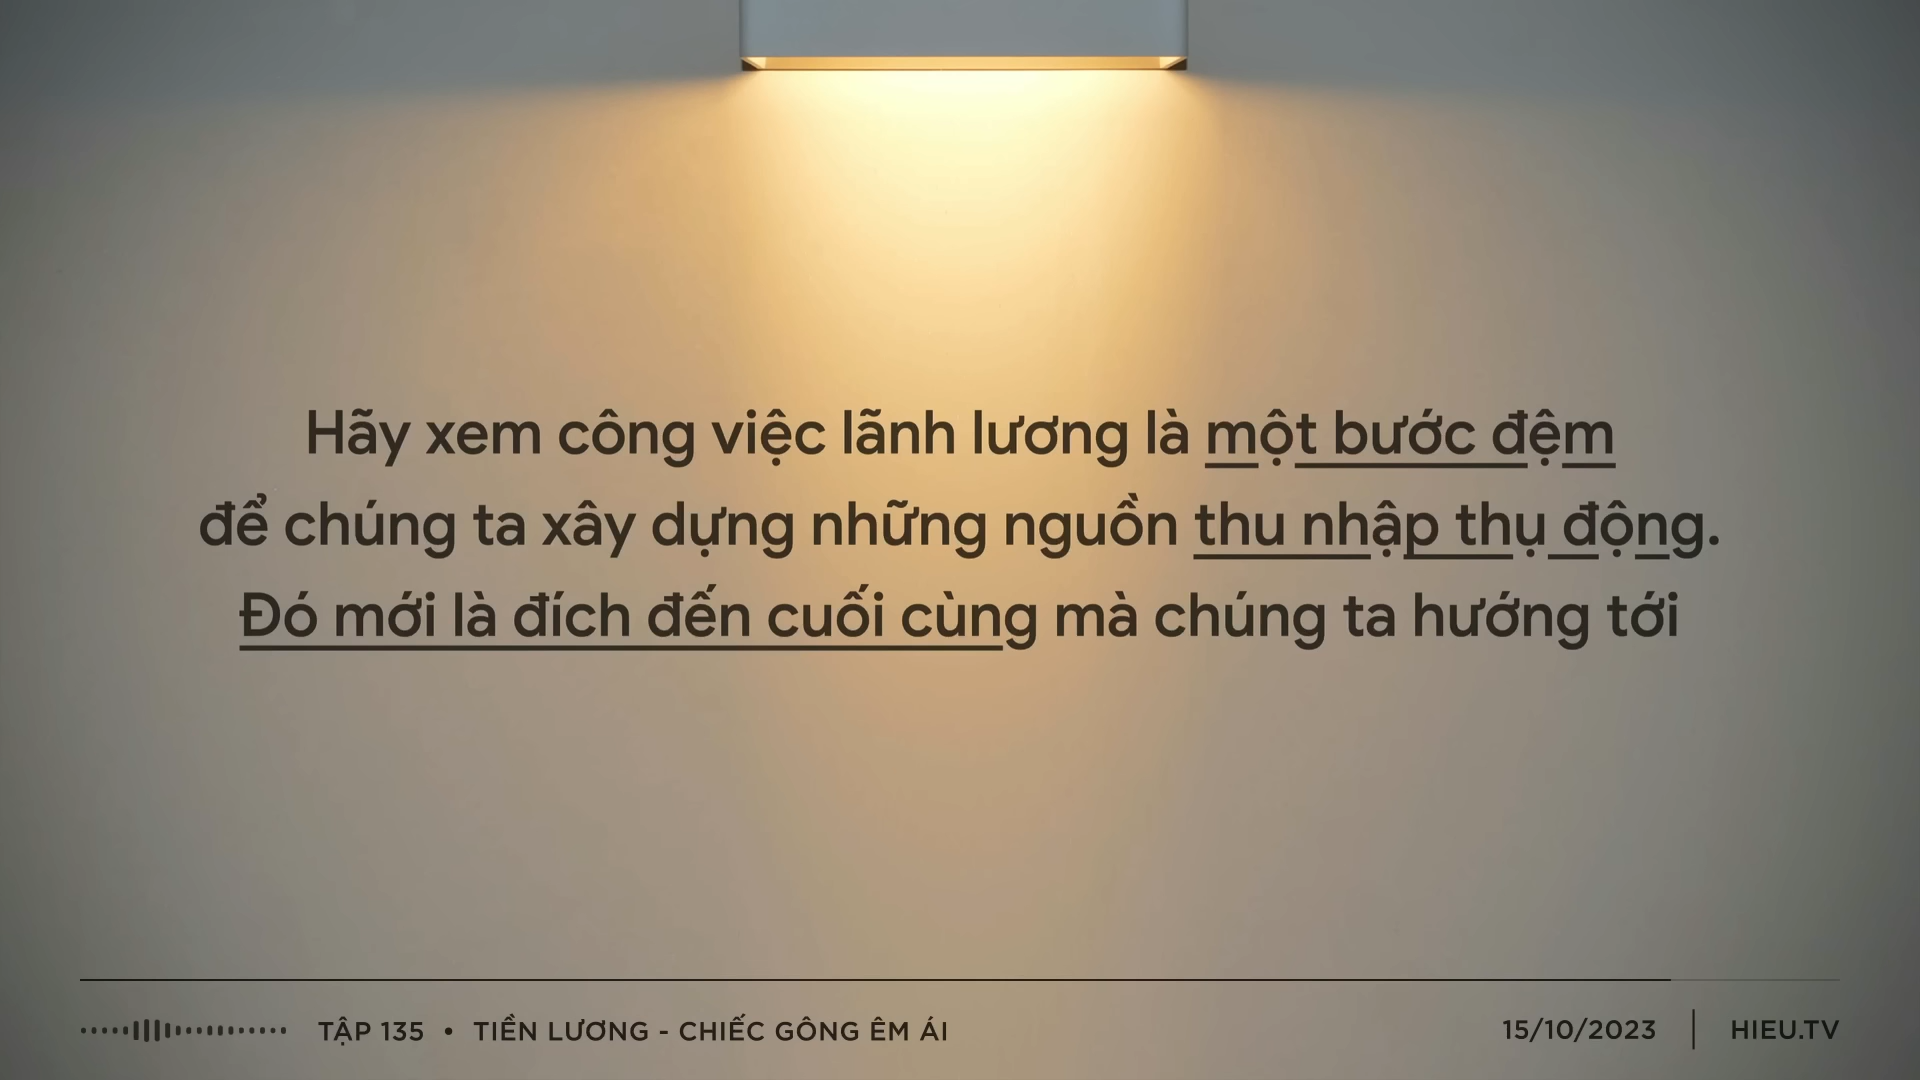 Hãy xem công việc lãnh lương là một bước đệm
để chúng ta xây dựng những nguồn thu nhập thụ động.
Đó mới là đích đến cuối cùng mà chúng ta hướng tới
TẬP 135 • TIỀN LƯƠNG - CHIẾC GÔNG ÊM ÁI
15/10/2023 | HIEU.TV